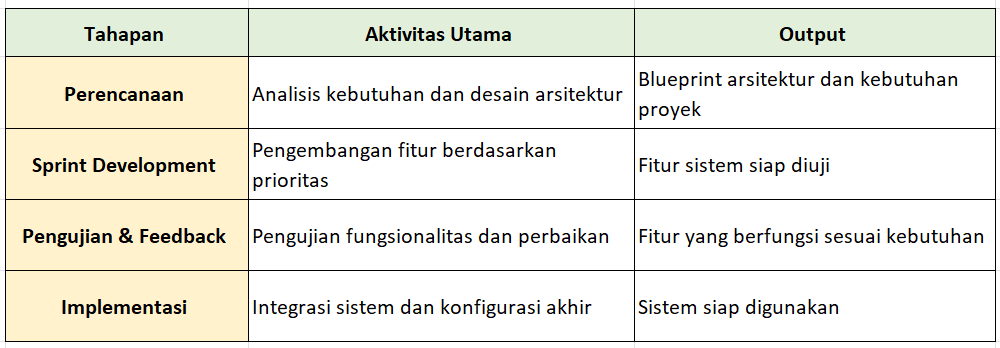 Tahapan
Aktivitas Utama
Output
Perencanaan
Analisis kebutuhan dan desain arsitektur
Blueprint arsitektur dan kebutuhan
proyek
Sprint Development
Pengembangan fitur berdasarkan
prioritas
Fitur sistem siap diuji
Pengujian & Feedback
Pengujian fungsionalitas dan perbaikan
Fitur yang berfungsi sesuai kebutuhan
Implementasi
Integrasi sistem dan konfigurasi akhir
Sistem siap digunakan